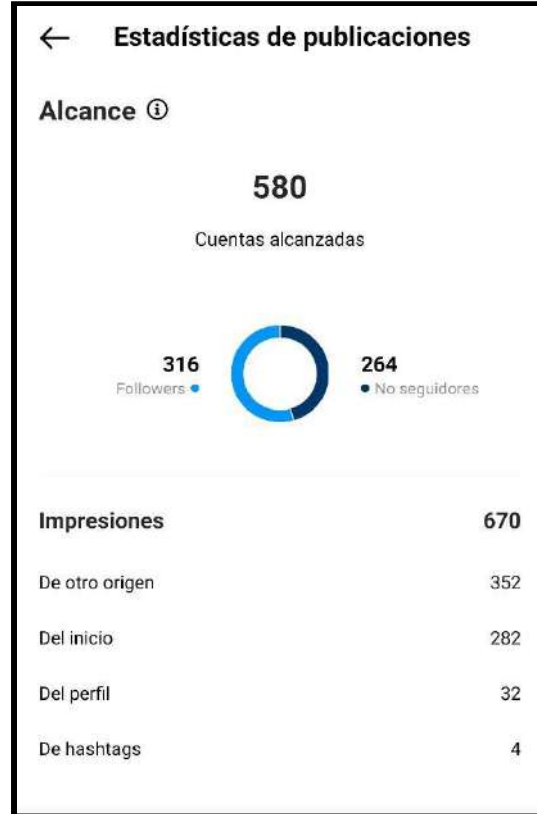 Estadísticas de publicaciones
Alcance
580
Cuentas alcanzadas
316
Followers
264
No seguidores
Impresiones 670
De otro origen 352
Del inicio 282
Del perfil 32
De hashtags 4